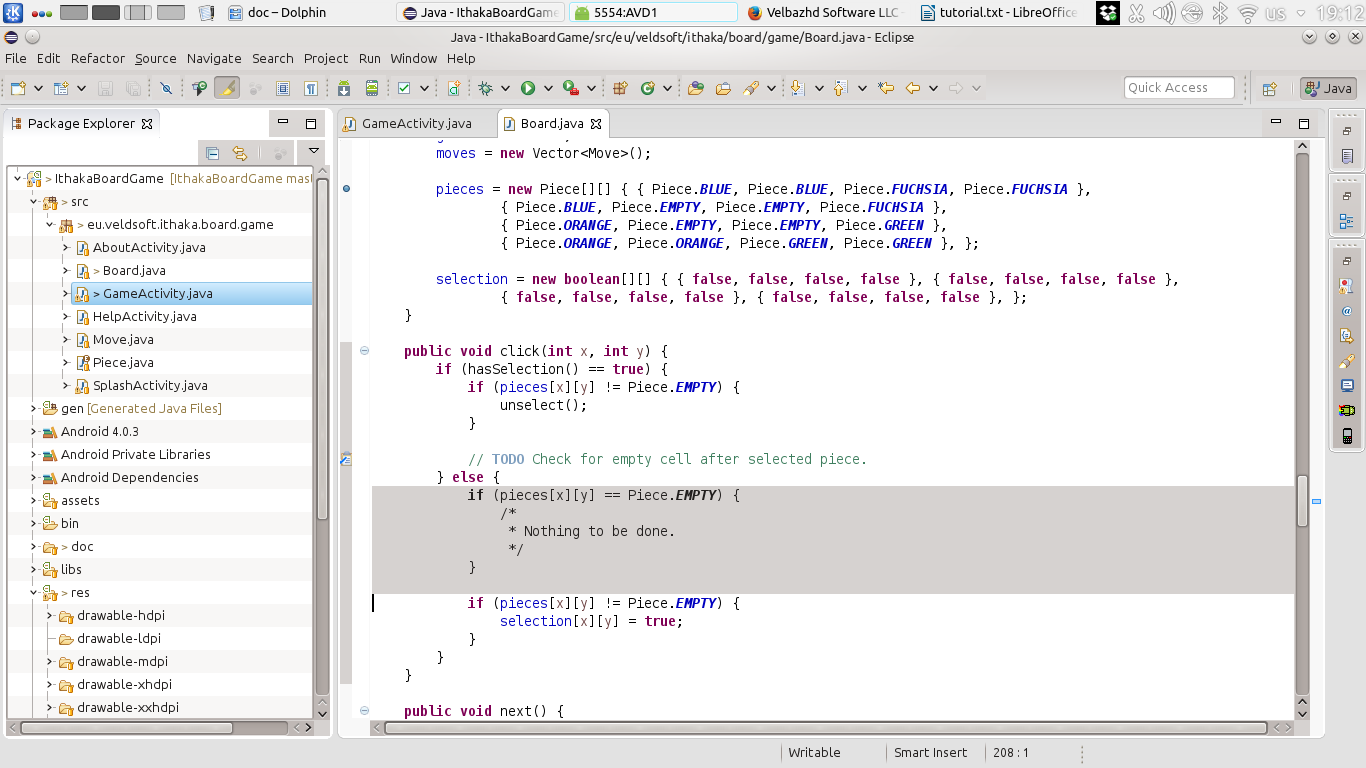 doc – Dolphin
Java - IthakaBoardGame
5554:AVD1
Velbazhd Software LLC
tutorial.txt - LibreOffice
us
19:12
Java - IthakaBoardGame/src/eu/veldsoft/ithaka/board/game/Board.java - Eclipse
File Edit Refactor Source Navigate Search Project Run Window Help
Quick Access
Java
Package Explorer
GameActivity.java
Board.java
> IthakaBoardGame [IthakaBoardGame mast
> src
> eu.veldsoft.ithaka.board.game
AboutActivity.java
> Board.java
> GameActivity.java
HelpActivity.java
Move.java
Piece.java
SplashActivity.java
gen [Generated Java Files]
Android 4.0.3
Android Private Libraries
Android Dependencies
assets
bin
> doc
libs
> res
drawable-hdpi
drawable-ldpi
drawable-mdpi
drawable-xhdpi
drawable-xxhdpi
moves = new Vector<Move>();
pieces = new Piece[][] { { Piece.BLUE, Piece.BLUE, Piece.FUCHSIA, Piece.FUCHSIA },
{ Piece.BLUE, Piece.EMPTY, Piece.EMPTY, Piece.FUCHSIA },
{ Piece.ORANGE, Piece.EMPTY, Piece.EMPTY, Piece.GREEN },
{ Piece.ORANGE, Piece.ORANGE, Piece.GREEN, Piece.GREEN }, };
selection = new boolean[][] { { false, false, false, false }, { false, false, false, false },
{ false, false, false, false }, { false, false, false, false }, };
}
public void click(int x, int y) {
if (hasSelection() == true) {
if (pieces[x][y] != Piece.EMPTY) {
unselect();
}
// TODO Check for empty cell after selected piece.
} else {
if (pieces[x][y] == Piece.EMPTY) {
/*
* Nothing to be done.
*/
}
if (pieces[x][y] != Piece.EMPTY) {
selection[x][y] = true;
}
}
}
public void next() {
Writable
Smart Insert
208 : 1